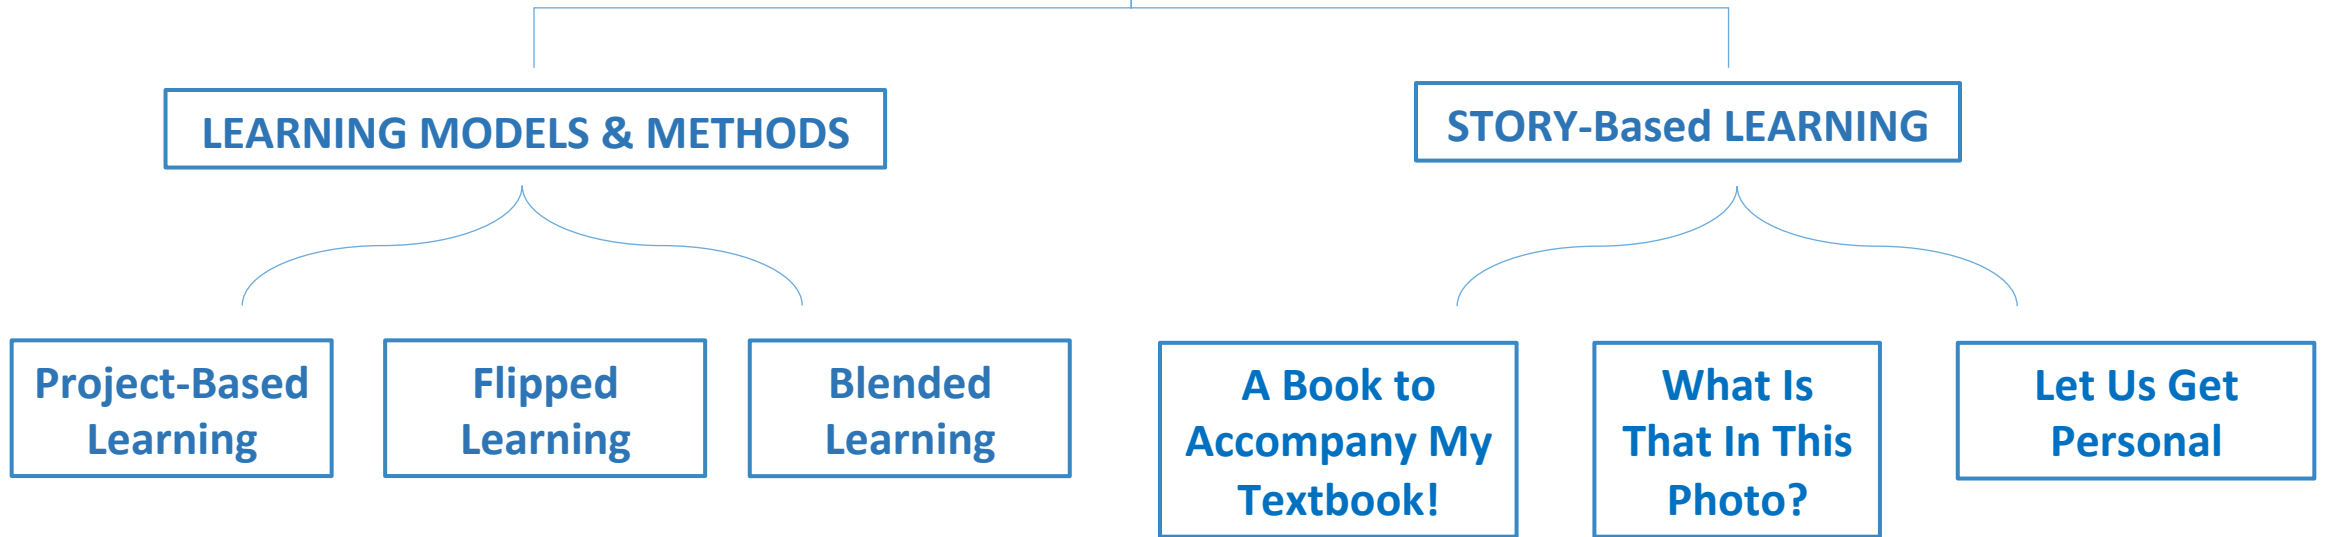 LEARNING MODELS & METHODS
STORY-Based LEARNING
Project-Based
Learning
Flipped
Learning
Blended
Learning
A Book to
Accompany My
Textbook!
What Is
That In This
Photo?
Let Us Get
Personal